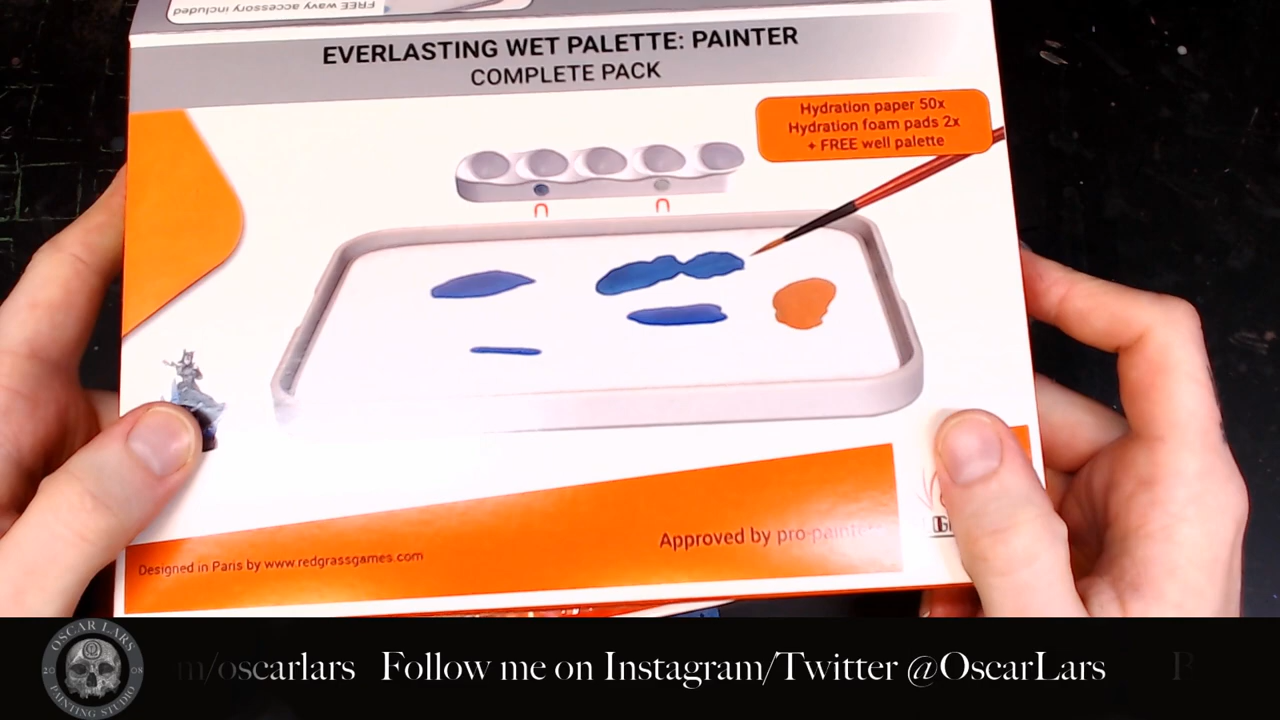 FREE wavy accessory included
EVERLASTING WET PALETTE: PAINTER
COMPLETE PACK
Hydration paper 50x
Hydration foam pads 2x
+ FREE well palette
Approved by pro-painters
Designed in Paris by www.redgrassgames.com
OSCAR LARS
2008
PAINTING STUDIO
m/oscarlars Follow me on Instagram/Twitter @OscarLars